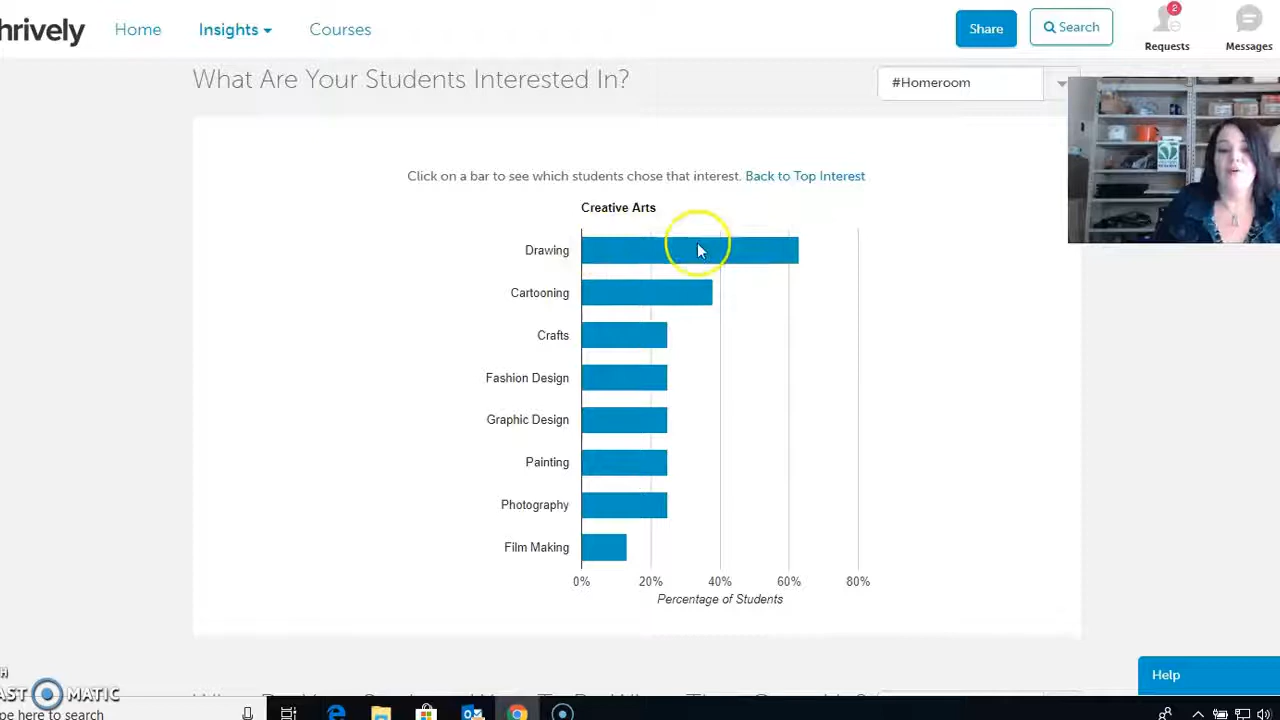 hrively
Home
Insights
Courses
Share
Search
2
Requests
Messages
What Are Your Students Interested In?
#Homeroom
Click on a bar to see which students chose that interest. Back to Top Interest
Creative Arts
Drawing
Cartooning
Crafts
Fashion Design
Graphic Design
Painting
Photography
Film Making
0% 20% 40% 60% 80%
Percentage of Students
Help
AST MATIC
pe here to search